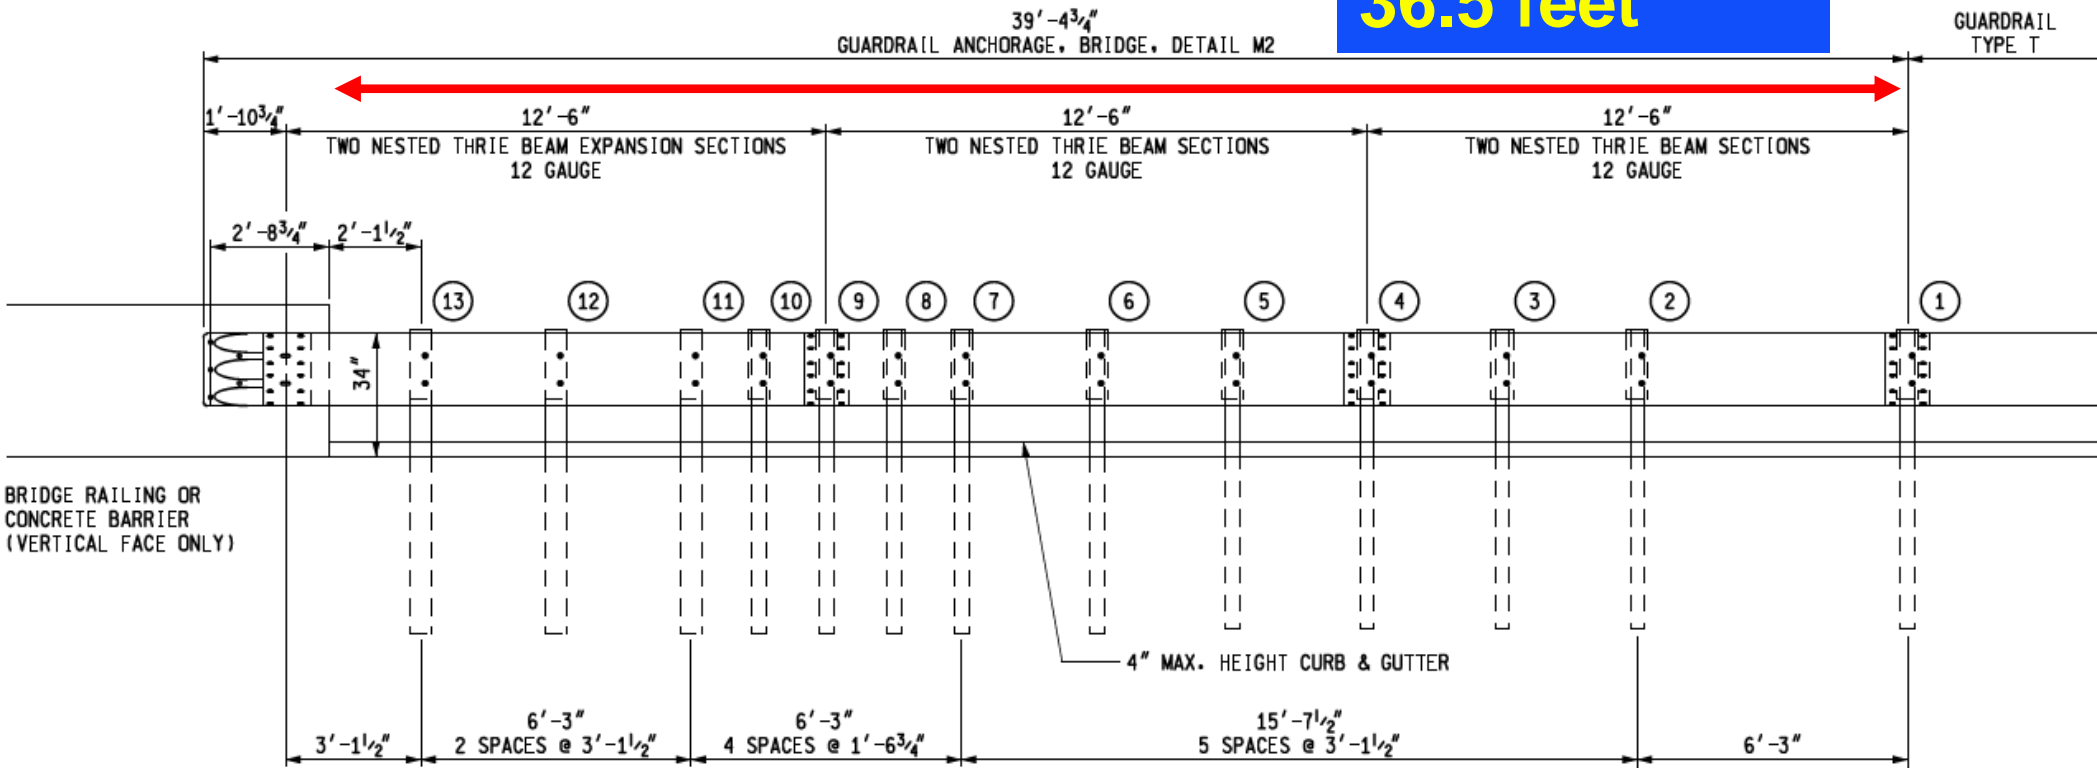 36.5 feet
39'-4¾"
GUARDRAIL ANCHORAGE, BRIDGE, DETAIL M2
GUARDRAIL
TYPE T
1'-10¾"
12'-6"
TWO NESTED THRIE BEAM EXPANSION SECTIONS
12 GAUGE
12'-6"
TWO NESTED THRIE BEAM SECTIONS
12 GAUGE
12'-6"
TWO NESTED THRIE BEAM SECTIONS
12 GAUGE
2'-8¾"
2'-1½"
13
12
11
10
9
8
7
6
5
4
3
2
1
34"
BRIDGE RAILING OR
CONCRETE BARRIER
(VERTICAL FACE ONLY)
4" MAX. HEIGHT CURB & GUTTER
3'-1½"
6'-3"
2 SPACES @ 3'-1½"
6'-3"
4 SPACES @ 1'-6¾"
15'-7½"
5 SPACES @ 3'-1½"
6'-3"